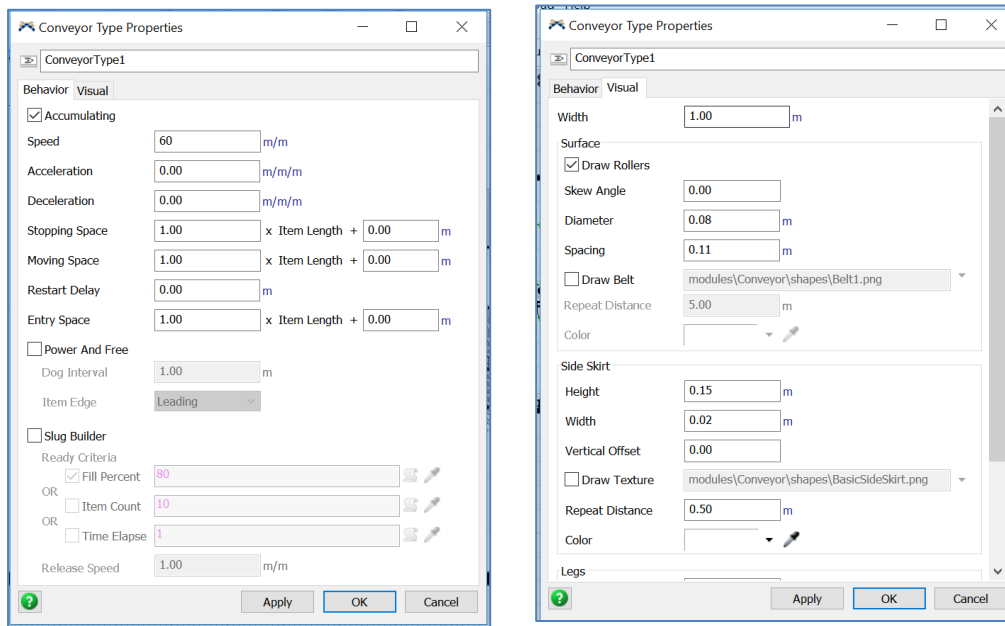 Conveyor Type Properties
ConveyorType1
Behavior Visual
Accumulating
Speed 60 m/m
Acceleration 0.00 m/m/m
Deceleration 0.00 m/m/m
Stopping Space 1.00 x Item Length + 0.00 m
Moving Space 1.00 x Item Length + 0.00 m
Restart Delay 0.00 m
Entry Space 1.00 x Item Length + 0.00 m
Power And Free
Dog Interval 1.00 m
Item Edge Leading
Slug Builder
Ready Criteria
Fill Percent 80
OR
Item Count 10
OR
Time Elapse 1
Release Speed 1.00 m/m
? Apply OK Cancel
Conveyor Type Properties
ConveyorType1
Behavior Visual
Width 1.00 m
Surface
Draw Rollers
Skew Angle 0.00
Diameter 0.08 m
Spacing 0.11 m
Draw Belt modules\Conveyor\shapes\Belt1.png
Repeat Distance 5.00 m
Color
Side Skirt
Height 0.15 m
Width 0.02 m
Vertical Offset 0.00
Draw Texture modules\Conveyor\shapes\BasicSideSkirt.png
Repeat Distance 0.50 m
Color
Legs
? Apply OK Cancel